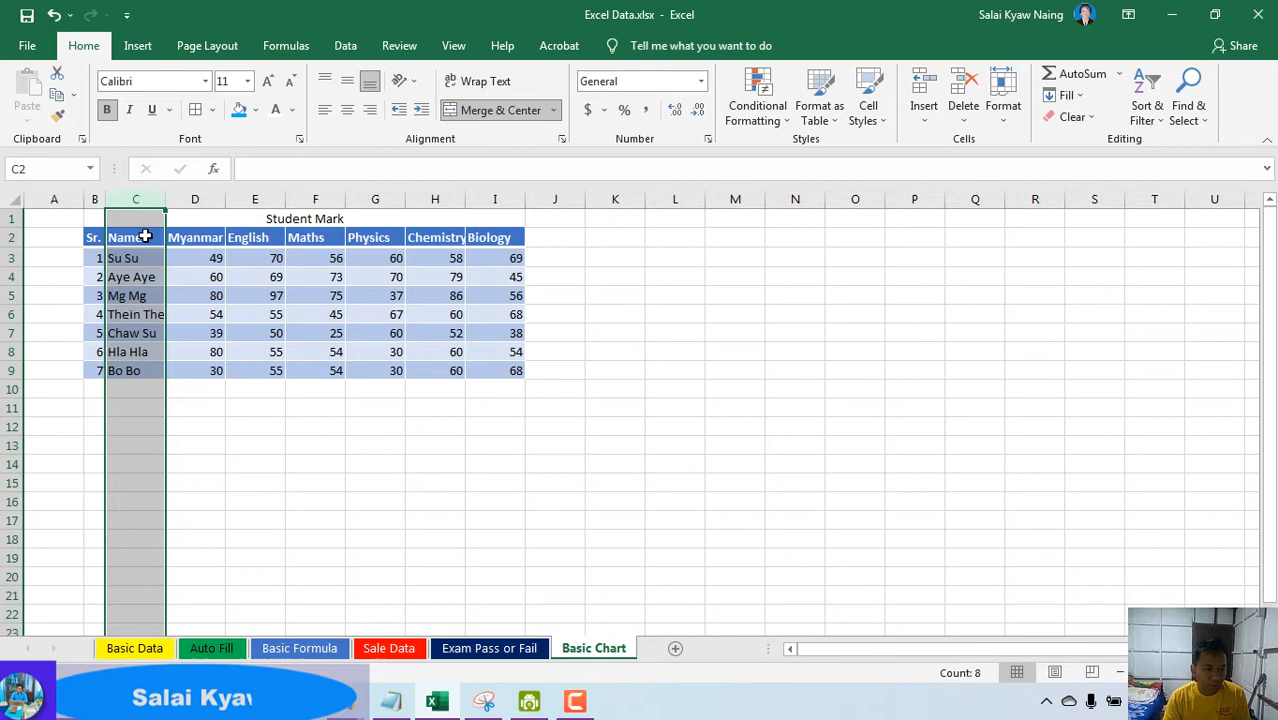 Excel Data.xlsx - Excel
Salai Kyaw Naing
File Home Insert Page Layout Formulas Data Review View Help Acrobat Tell me what you want to do Share
Paste
Clipboard
Calibri 11
B I U A
Font
Wrap Text
Merge & Center
Alignment
General
$ % ,
Number
Conditional Formatting
Format as Table
Cell Styles
Styles
Insert Delete Format
Cells
AutoSum
Fill
Clear
Sort & Filter
Find & Select
Editing
C2 fx
A B C D E F G H I J K L M N O P Q R S T U
1 Student Mark
2 Sr. Name Myanmar English Maths Physics Chemistry Biology
3 1 Su Su 49 70 56 60 58 69
4 2 Aye Aye 60 69 73 70 79 45
5 3 Mg Mg 80 97 75 37 86 56
6 4 Thein The 54 55 45 67 60 68
7 5 Chaw Su 39 50 25 60 52 38
8 6 Hla Hla 80 55 54 30 60 54
9 7 Bo Bo 30 55 54 30 60 68
10
11
12
13
14
15
16
17
18
19
20
21
22
23
Basic Data Auto Fill Basic Formula Sale Data Exam Pass or Fail Basic Chart
Count: 8
Salai Kyaw